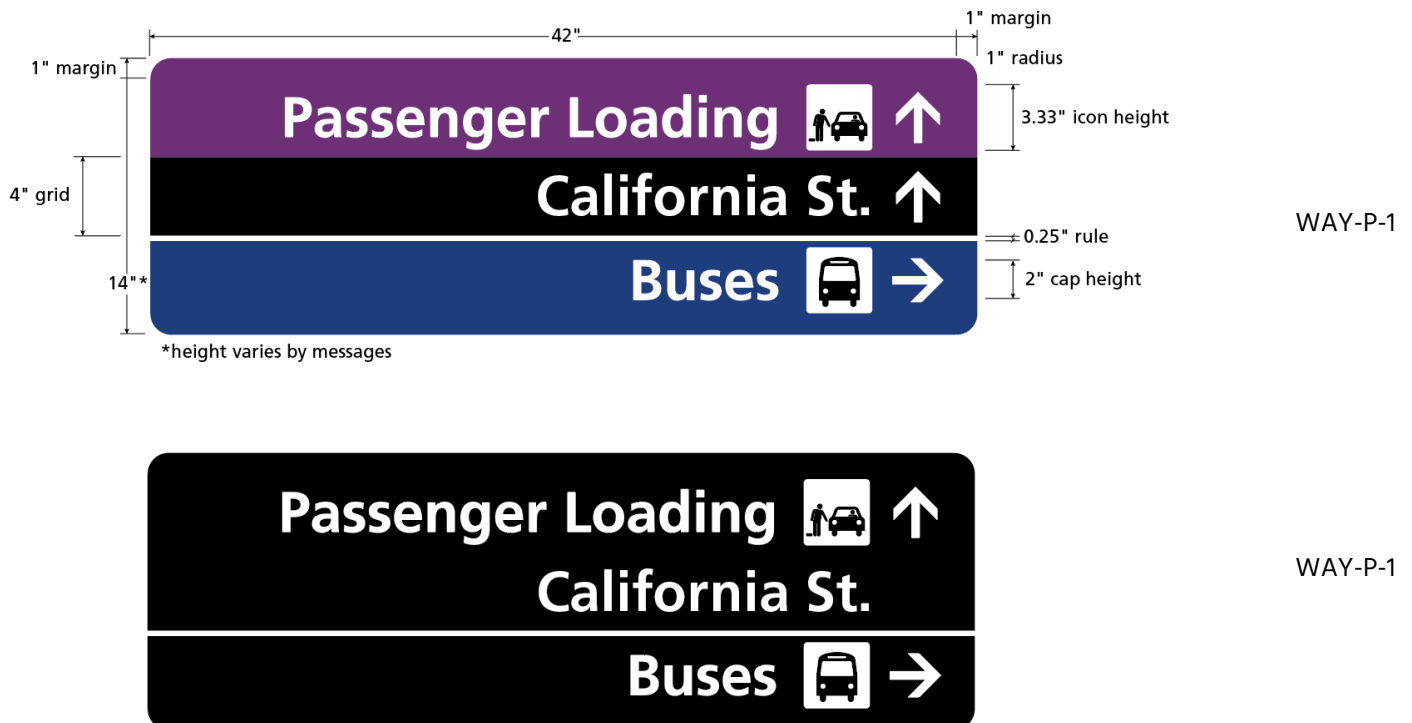 1" margin
42"
1" margin
1" radius
Passenger Loading
3.33" icon height
4" grid
California St.
WAY-P-1
0.25" rule
14"*
Buses
2" cap height
*height varies by messages
Passenger Loading
California St.
WAY-P-1
Buses